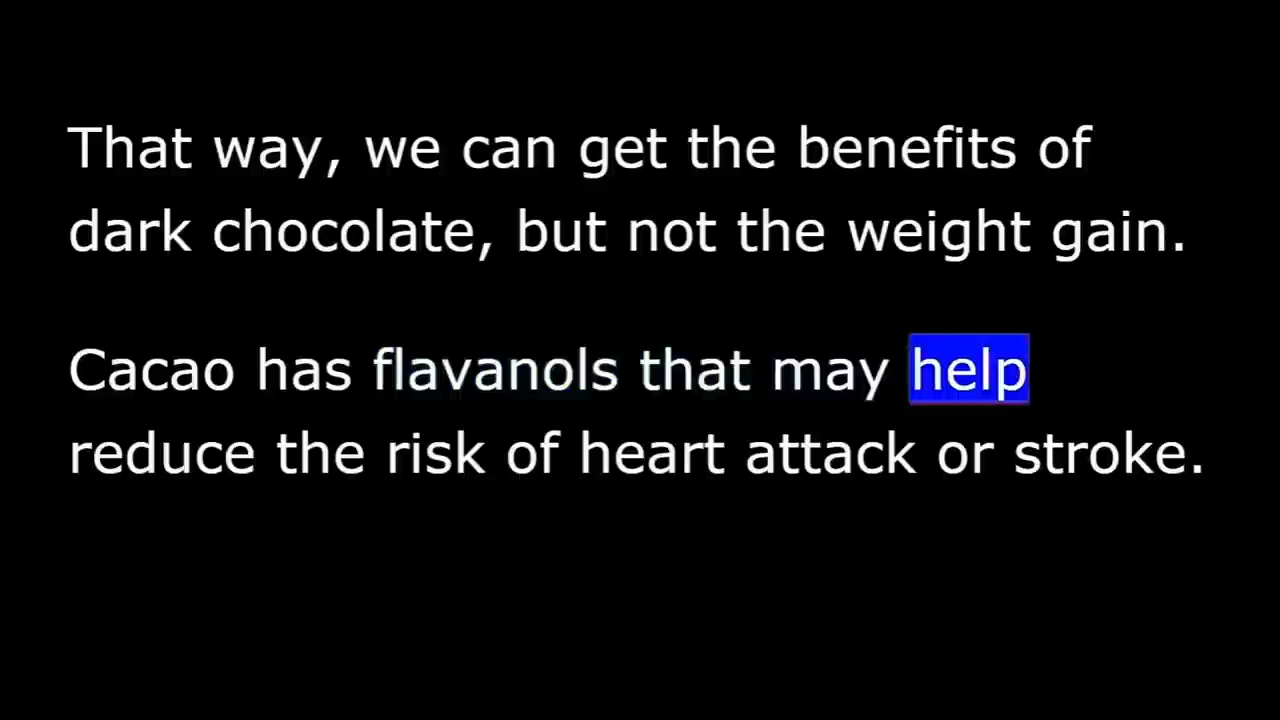 That way, we can get the benefits of
dark chocolate, but not the weight gain.
Cacao has flavanols that may help
reduce the risk of heart attack or stroke.